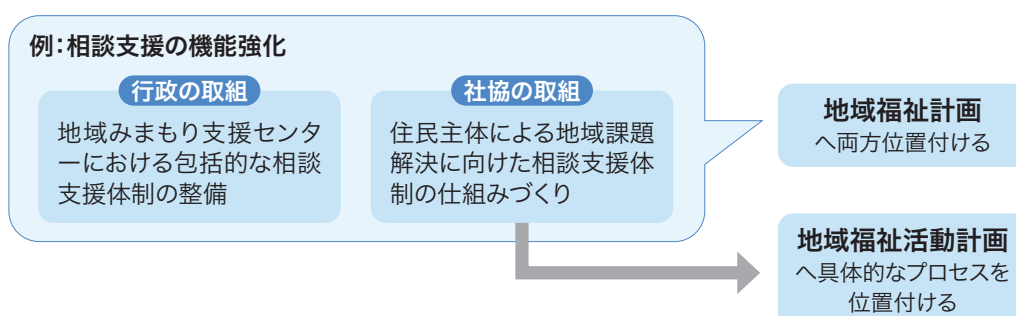 例：相談支援の機能強化
行政の取組
地域みまもり支援センタ
ーにおける包括的な相談
支援体制の整備
社協の取組
住民主体による地域課題
解決に向けた相談支援体
制の仕組みづくり
地域福祉計画
へ両方位置付ける
地域福祉活動計画
へ具体的なプロセスを
位置付ける